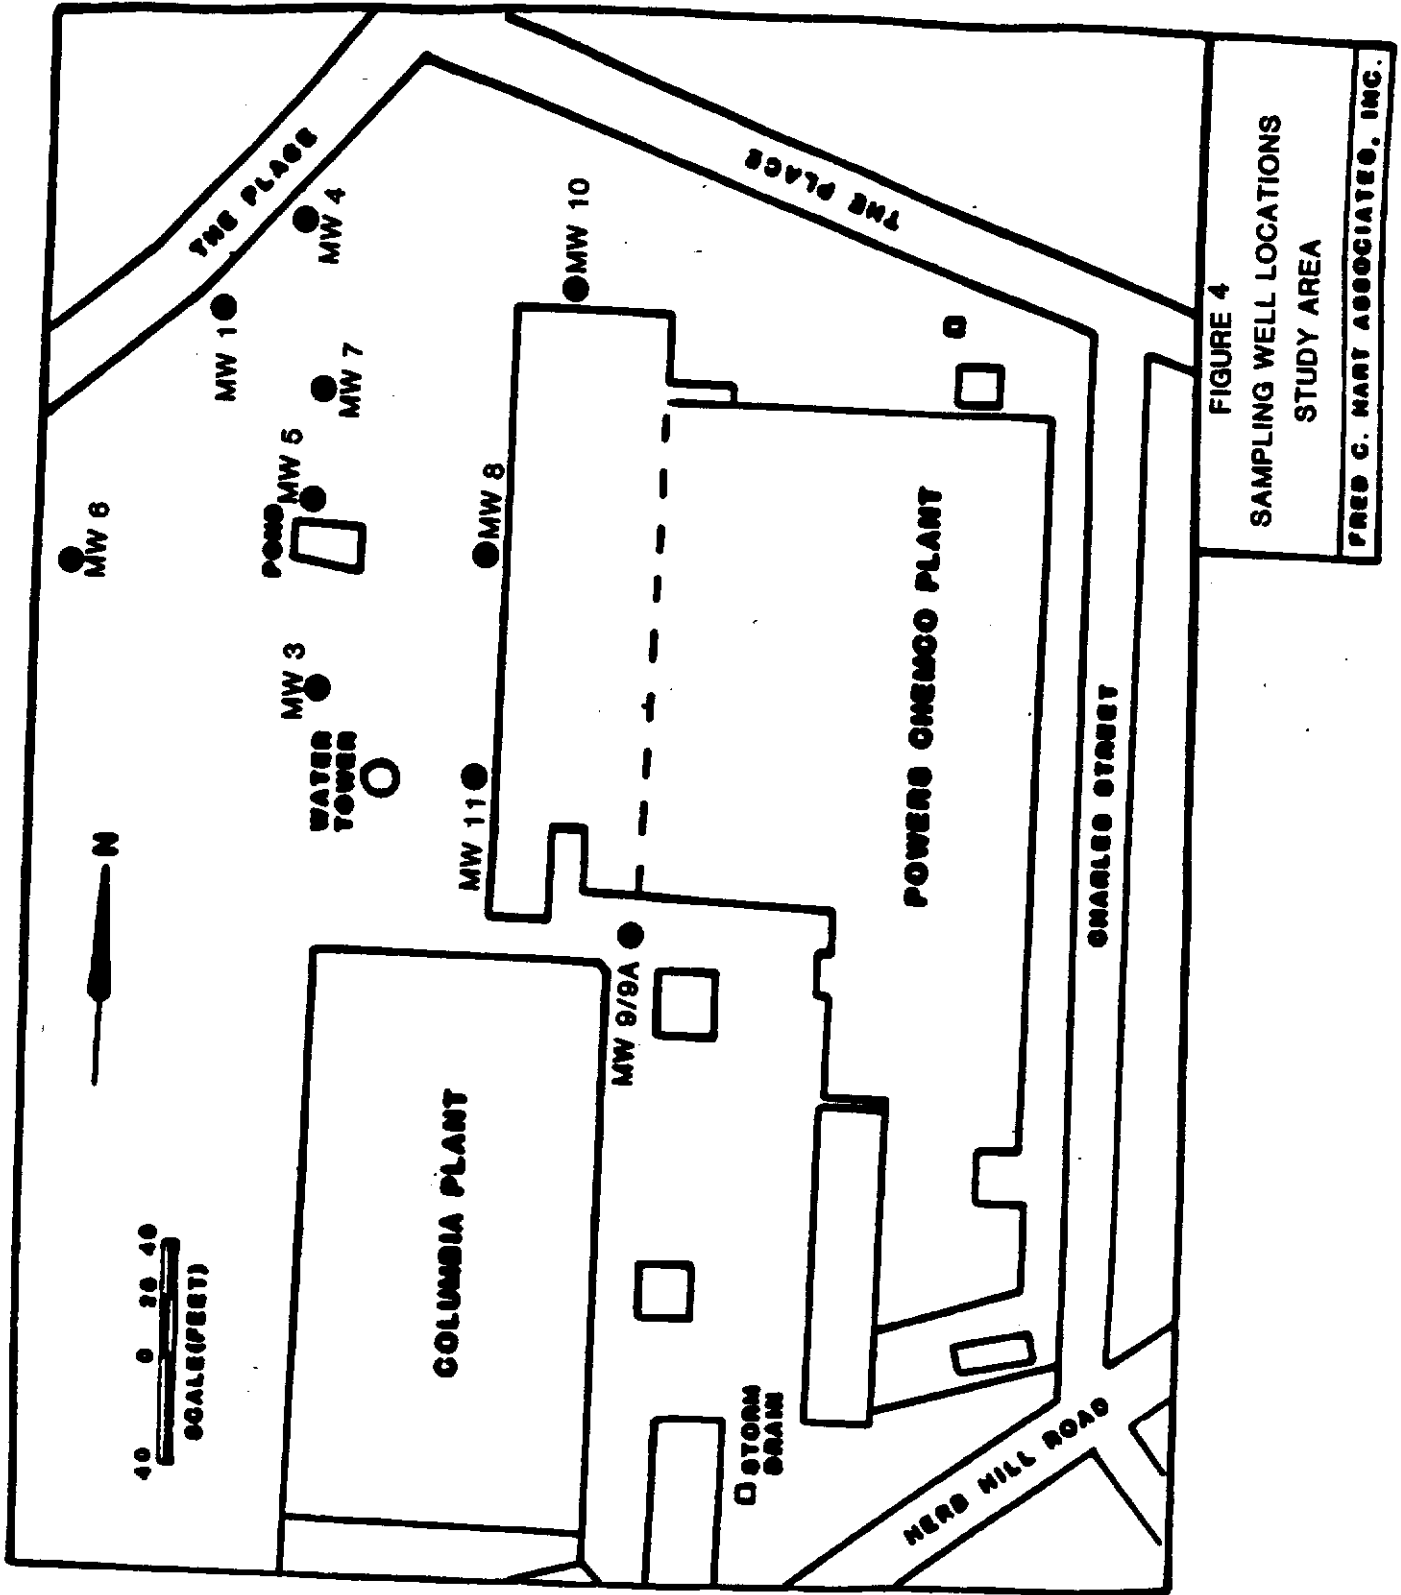 THE PLACE
MW 4
MW 1
MW 10
THE PLACE
MW 7
MW 5
POND
MW 6
MW 8
MW 3
WATER
TOWER
MW 11
N
MW 9/9A
POWERS CHEMCO PLANT
CHARLES STREET
COLUMBIA PLANT
40 0 20 40
SCALE(FEET)
STORM
DRAIN
HERB HILL ROAD
FIGURE 4
SAMPLING WELL LOCATIONS
STUDY AREA
FRED C. HART ASSOCIATES, INC.